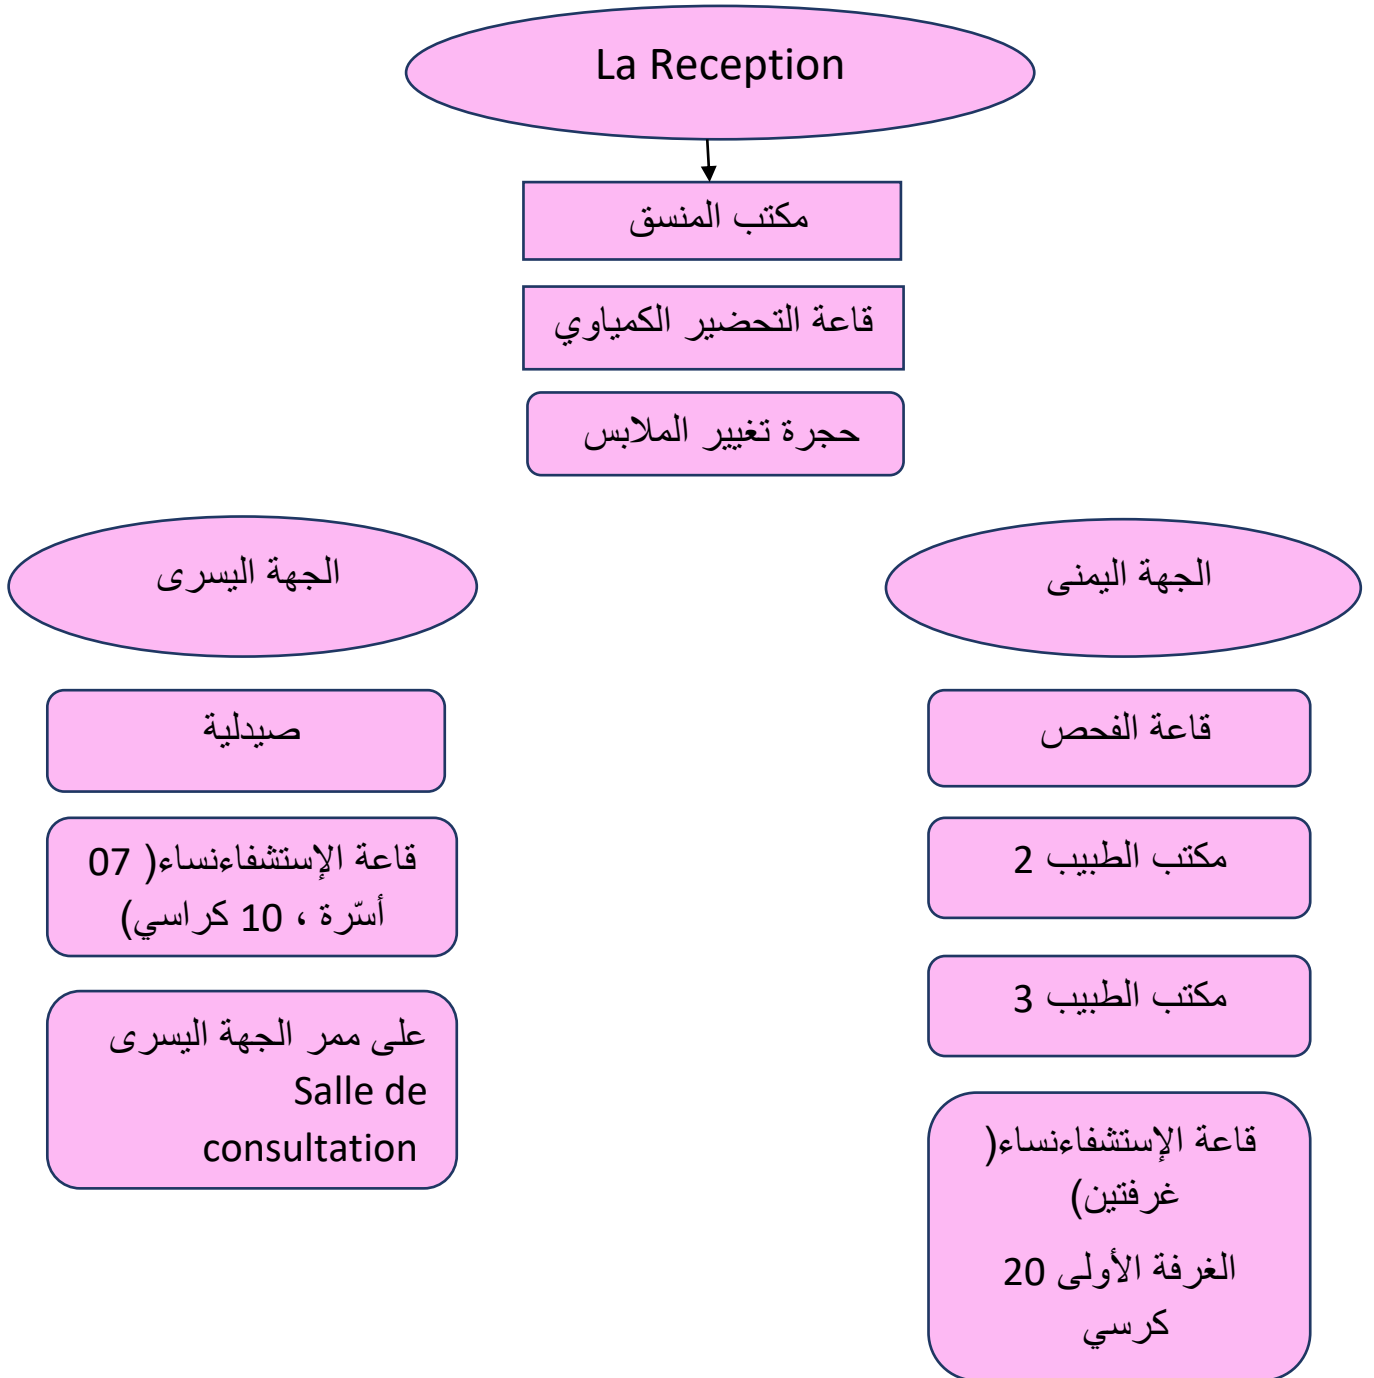 La Reception
مكتب المنسق
قاعة التحضير الكمياوي
حجرة تغيير الملابس
الجهة اليمنى
الجهة اليسرى
قاعة الفحص
مكتب الطبيب 2
مكتب الطبيب 3
قاعة الإستشفاءنساء(
غرفتين)
الغرفة الأولى 20
كرسي
صيدلية
قاعة الإستشفاءنساء( 07
أسّرة ، 10 كراسي)
على ممر الجهة اليسرى
Salle de
consultation